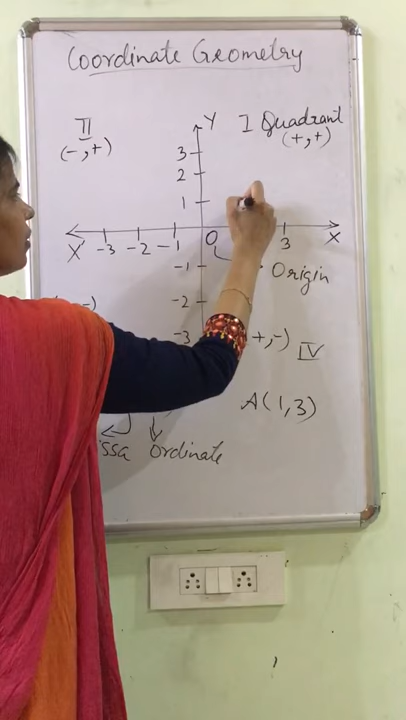 Coordinate Geometry
II
(-,+)
I Quadrant
(+,+)
Y
3
2
1
X' -3 -2 -1 O 3 X
-1
Origin
-2
-3
+,-) IV
A(1,3)
Ordinate